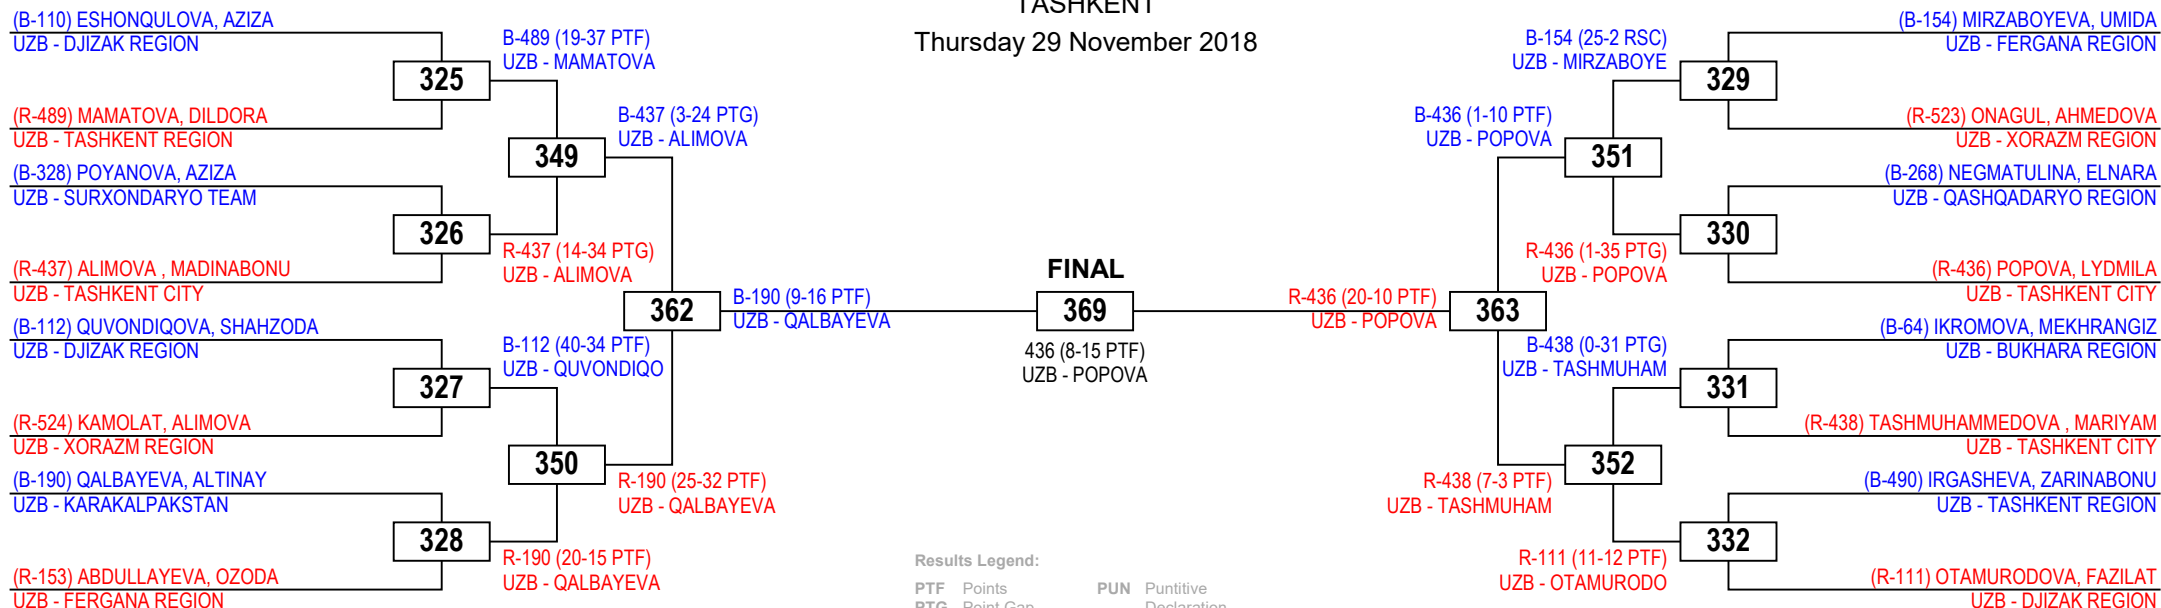 TASHKENT
Thursday 29 November 2018
(B-110) ESHONQULOVA, AZIZA
UZB - DJIZAK REGION
325
(R-489) MAMATOVA, DILDORA
UZB - TASHKENT REGION
(B-328) POYANOVA, AZIZA
UZB - SURXONDARYO TEAM
326
(R-437) ALIMOVA , MADINABONU
UZB - TASHKENT CITY
(B-112) QUVONDIQOVA, SHAHZODA
UZB - DJIZAK REGION
327
(R-524) KAMOLAT, ALIMOVA
UZB - XORAZM REGION
(B-190) QALBAYEVA, ALTINAY
UZB - KARAKALPAKSTAN
328
(R-153) ABDULLAYEVA, OZODA
UZB - FERGANA REGION
B-489 (19-37 PTF)
UZB - MAMATOVA
349
R-437 (14-34 PTG)
UZB - ALIMOVA
B-112 (40-34 PTF)
UZB - QUVONDIQO
350
R-190 (20-15 PTF)
UZB - QALBAYEVA
B-437 (3-24 PTG)
UZB - ALIMOVA
362
R-190 (25-32 PTF)
UZB - QALBAYEVA
B-190 (9-16 PTF)
UZB - QALBAYEVA
FINAL
369
436 (8-15 PTF)
UZB - POPOVA
R-436 (20-10 PTF)
UZB - POPOVA
363
B-436 (1-10 PTF)
UZB - POPOVA
R-438 (7-3 PTF)
UZB - TASHMUHAM
B-154 (25-2 RSC)
UZB - MIRZABOYE
351
R-436 (1-35 PTG)
UZB - POPOVA
B-438 (0-31 PTG)
UZB - TASHMUHAM
352
R-111 (11-12 PTF)
UZB - OTAMURODO
(B-154) MIRZABOYEVA, UMIDA
UZB - FERGANA REGION
329
(R-523) ONAGUL, AHMEDOVA
UZB - XORAZM REGION
(B-268) NEGMATULINA, ELNARA
UZB - QASHQADARYO REGION
330
(R-436) POPOVA, LYDMILA
UZB - TASHKENT CITY
(B-64) IKROMOVA, MEKHRANGIZ
UZB - BUKHARA REGION
331
(R-438) TASHMUHAMMEDOVA , MARIYAM
UZB - TASHKENT CITY
(B-490) IRGASHEVA, ZARINABONU
UZB - TASHKENT REGION
332
(R-111) OTAMURODOVA, FAZILAT
UZB - DJIZAK REGION
Results Legend:
PTF Points PUN Puntitive
PTG Point Gap Declaration